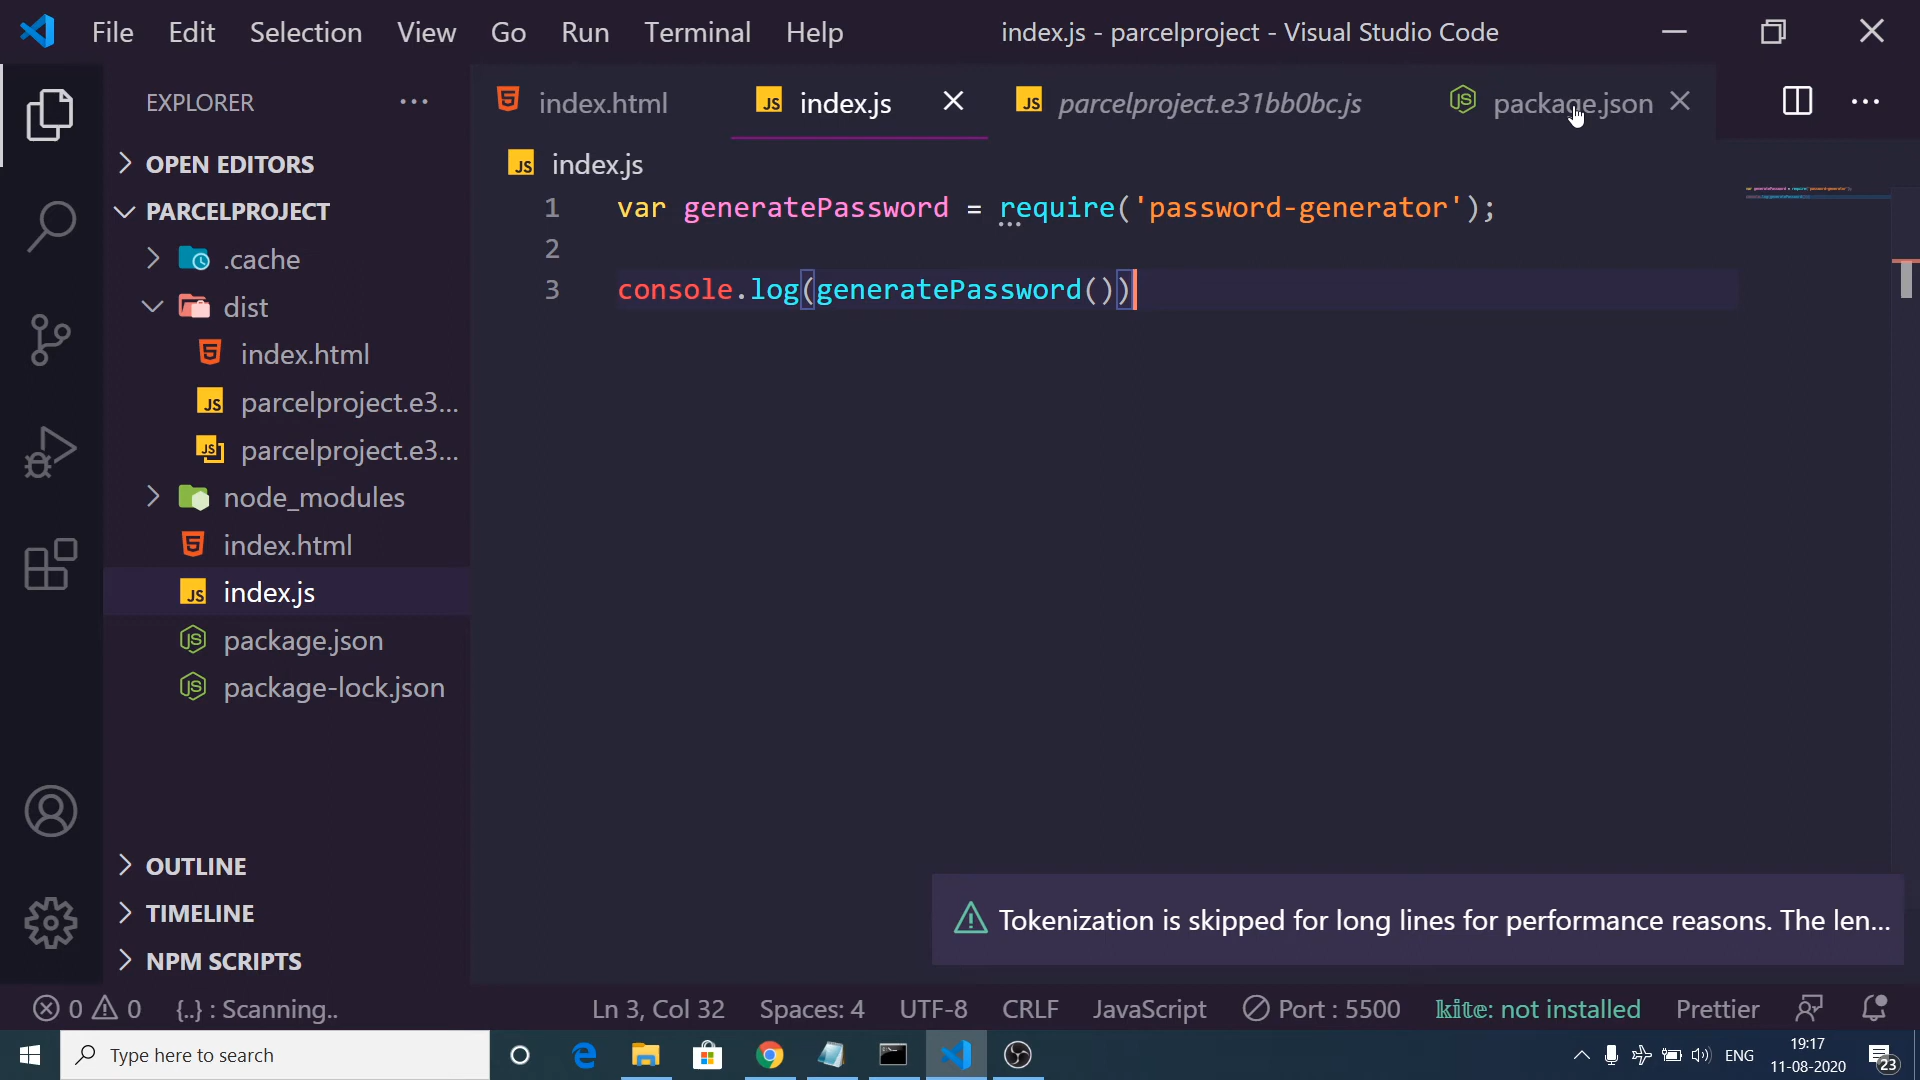 File Edit Selection View Go Run Terminal Help index.js - parcelproject - Visual Studio Code
EXPLORER
OPEN EDITORS
PARCELPROJECT
.cache
dist
index.html
parcelproject.e3...
parcelproject.e3...
node_modules
index.html
index.js
package.json
package-lock.json
OUTLINE
TIMELINE
NPM SCRIPTS
index.html index.js parcelproject.e31bb0bc.js package.json
index.js
1 var generatePassword = require('password-generator');
2
3 console.log(generatePassword())
Tokenization is skipped for long lines for performance reasons. The len...
0 0 {..} : Scanning.. Ln 3, Col 32 Spaces: 4 UTF-8 CRLF JavaScript Port : 5500 kite: not installed Prettier
Type here to search
ENG
19:17
11-08-2020
23